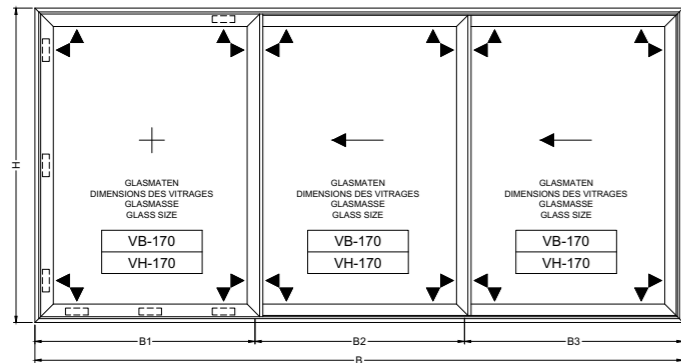 H
GLASMATEN
DIMENSIONS DES VITRAGES
GLASMASSE
GLASS SIZE
VB-170
VH-170
GLASMATEN
DIMENSIONS DES VITRAGES
GLASMASSE
GLASS SIZE
VB-170
VH-170
GLASMATEN
DIMENSIONS DES VITRAGES
GLASMASSE
GLASS SIZE
VB-170
VH-170
B1
B2
B3
B